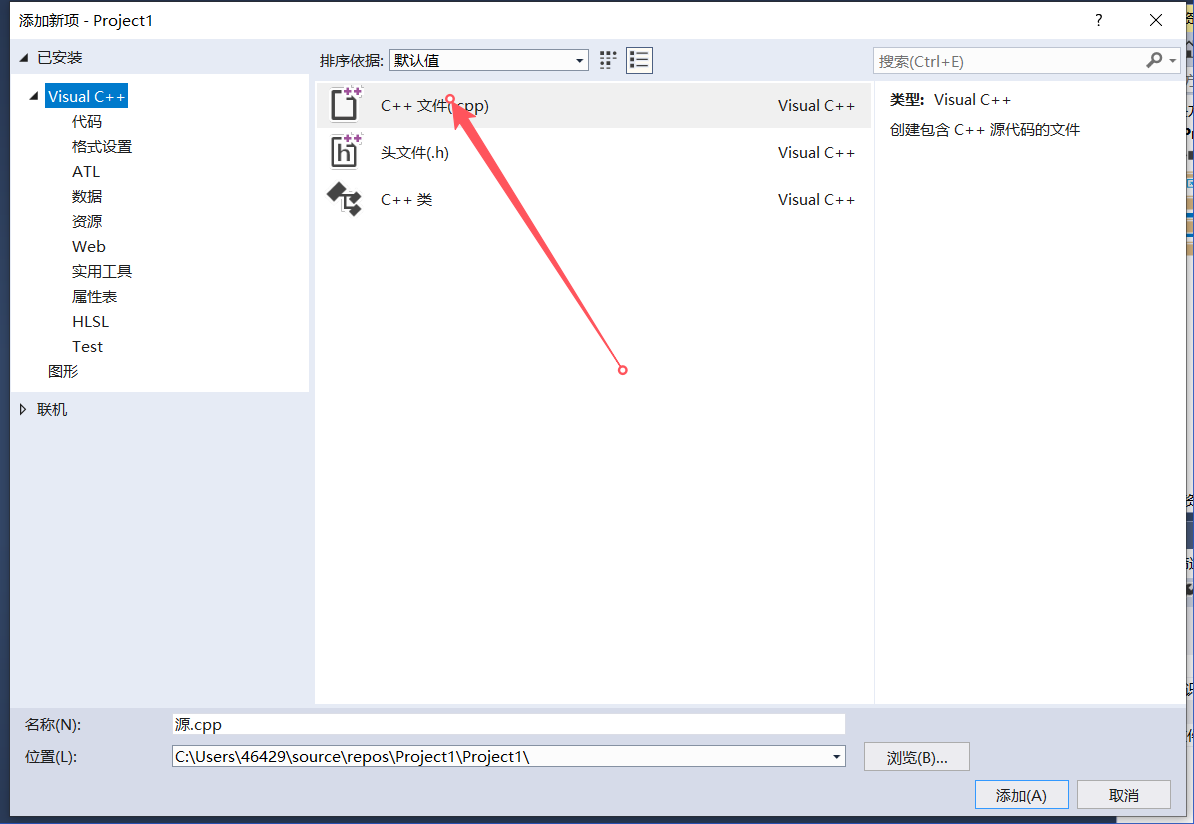 添加新项 - Project1
?
已安装
排序依据: 默认值
搜索(Ctrl+E)
Visual C++
代码
格式设置
ATL
数据
资源
Web
实用工具
属性表
HLSL
Test
图形
联机
C++ 文件(.cpp) Visual C++
头文件(.h) Visual C++
C++ 类 Visual C++
类型: Visual C++
创建包含 C++ 源代码的文件
名称(N): 源.cpp
位置(L): C:\Users\46429\source\repos\Project1\Project1\
浏览(B)...
添加(A) 取消